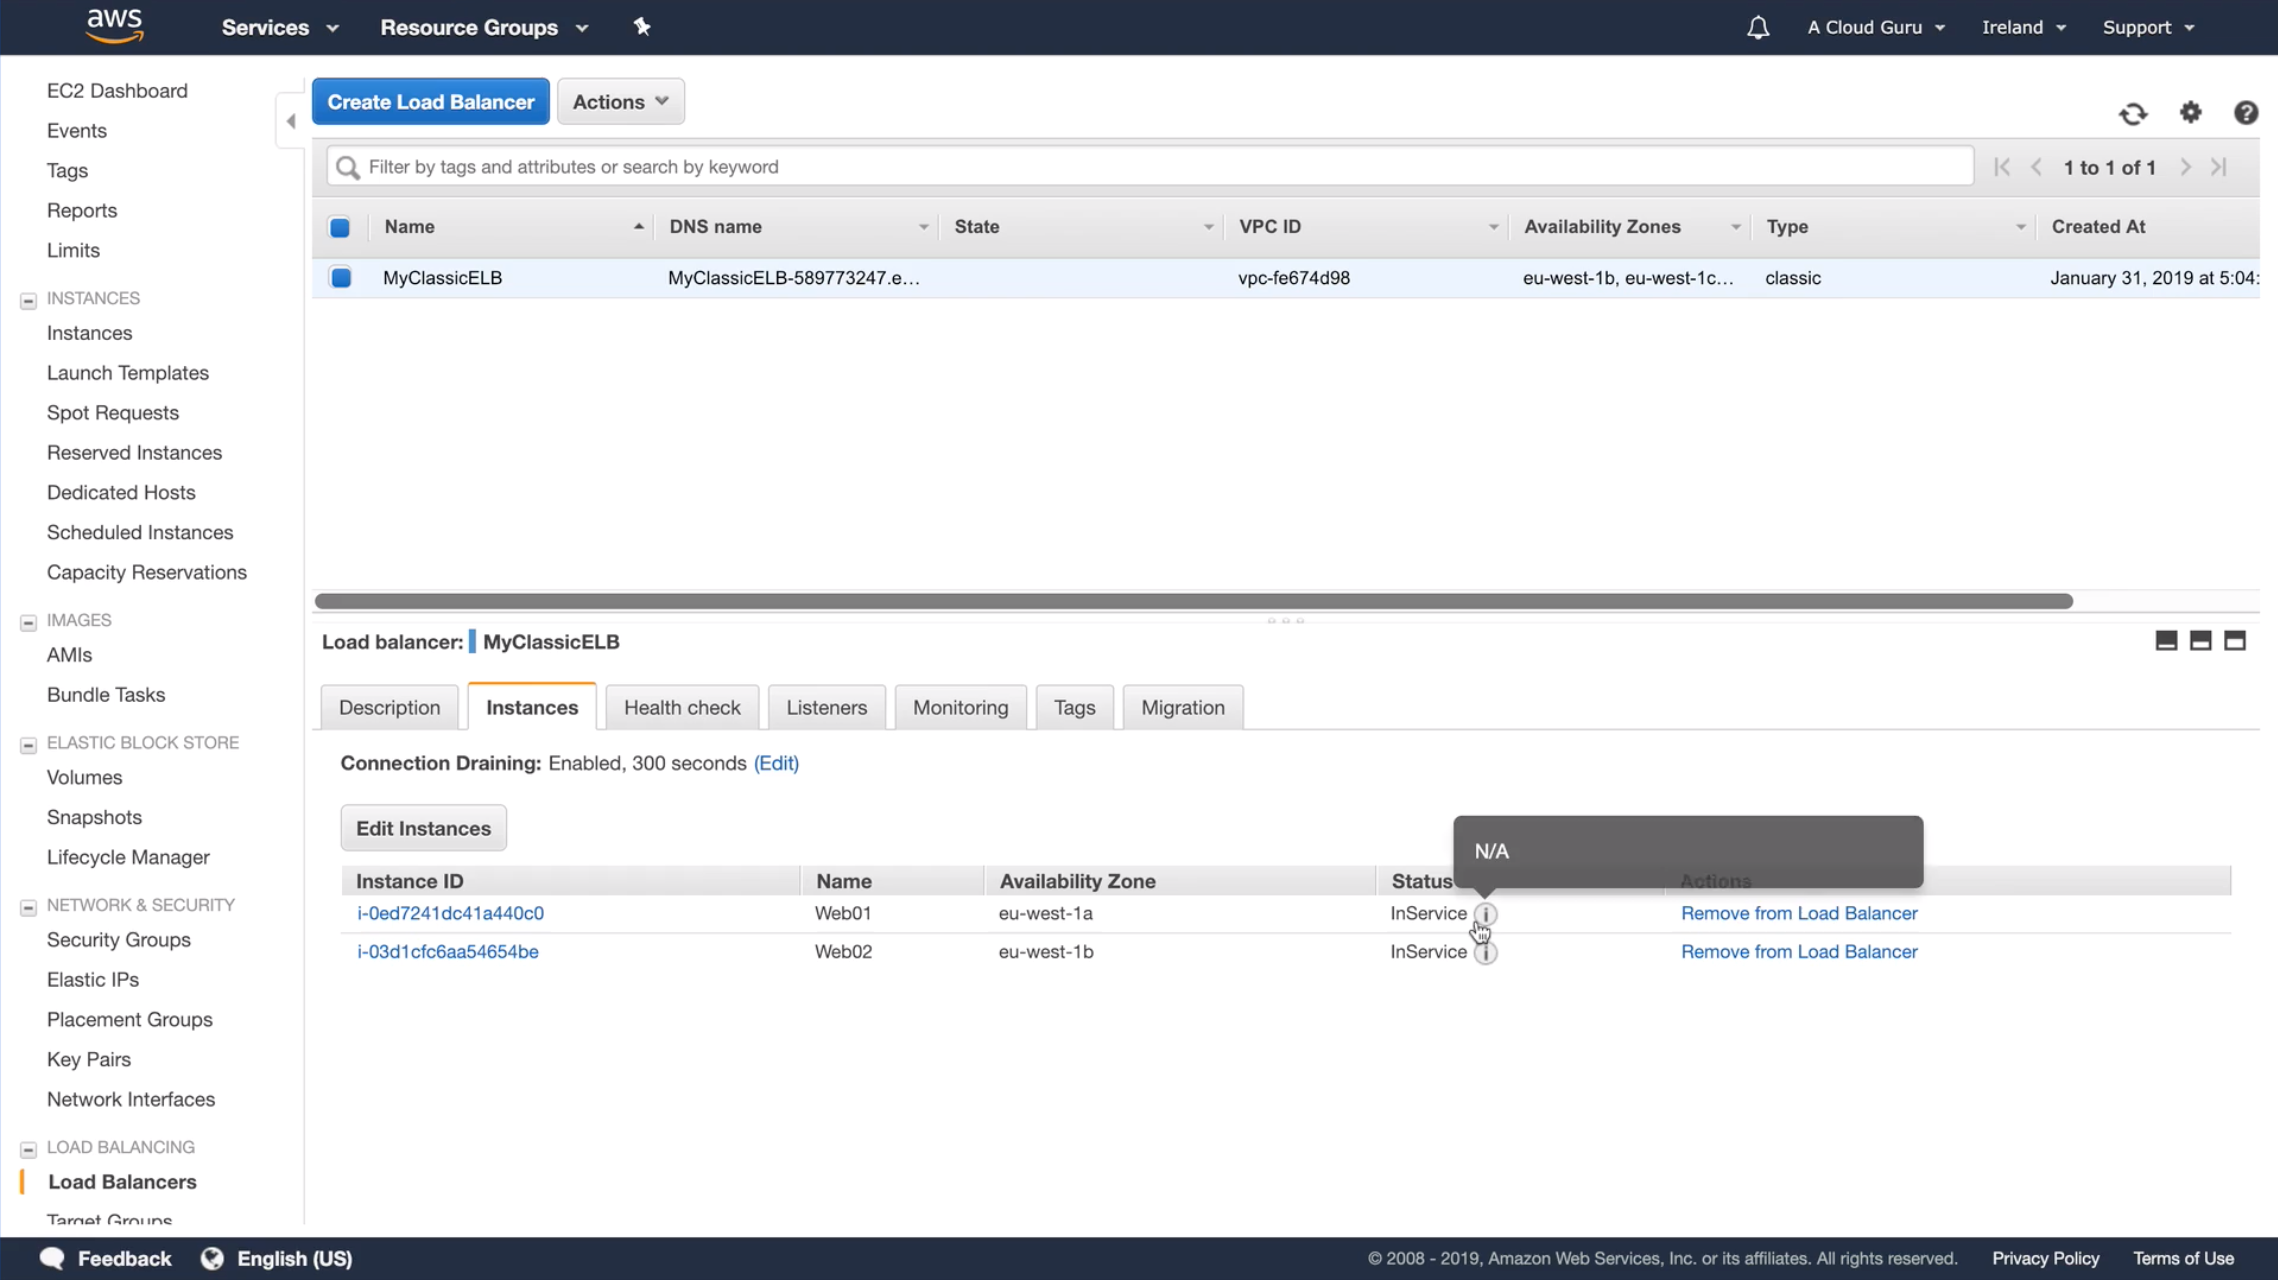 aws Services Resource Groups A Cloud Guru Ireland Support
EC2 Dashboard
Events
Tags
Reports
Limits
INSTANCES
Instances
Launch Templates
Spot Requests
Reserved Instances
Dedicated Hosts
Scheduled Instances
Capacity Reservations
IMAGES
AMIs
Bundle Tasks
ELASTIC BLOCK STORE
Volumes
Snapshots
Lifecycle Manager
NETWORK & SECURITY
Security Groups
Elastic IPs
Placement Groups
Key Pairs
Network Interfaces
LOAD BALANCING
Load Balancers
Target Groups
Create Load Balancer Actions
Filter by tags and attributes or search by keyword 1 to 1 of 1
Name DNS name State VPC ID Availability Zones Type Created At
MyClassicELB MyClassicELB-589773247.e... vpc-fe674d98 eu-west-1b, eu-west-1c... classic January 31, 2019 at 5:04:
Load balancer: MyClassicELB
Description Instances Health check Listeners Monitoring Tags Migration
Connection Draining: Enabled, 300 seconds (Edit)
Edit Instances
N/A
Instance ID Name Availability Zone Status Actions
i-0ed7241dc41a440c0 Web01 eu-west-1a InService Remove from Load Balancer
i-03d1cfc6aa54654be Web02 eu-west-1b InService Remove from Load Balancer
Feedback English (US) © 2008 - 2019, Amazon Web Services, Inc. or its affiliates. All rights reserved. Privacy Policy Terms of Use